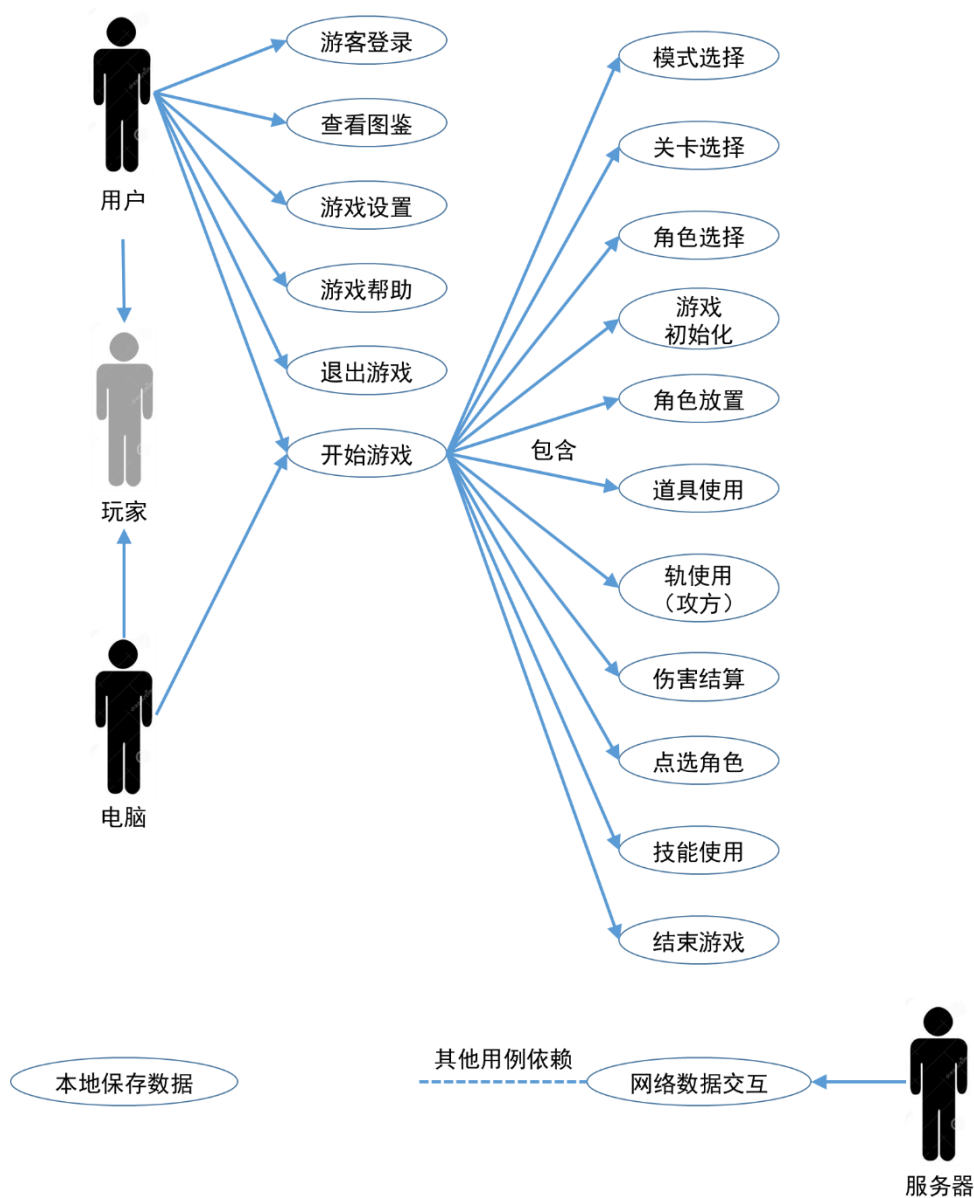 游客登录
模式选择
查看图鉴
关卡选择
用户
游戏设置
角色选择
游戏帮助
游戏
初始化
退出游戏
角色放置
开始游戏
包含
道具使用
玩家
轨使用
（攻方）
伤害结算
点选角色
电脑
技能使用
结束游戏
其他用例依赖
本地保存数据
网络数据交互
服务器